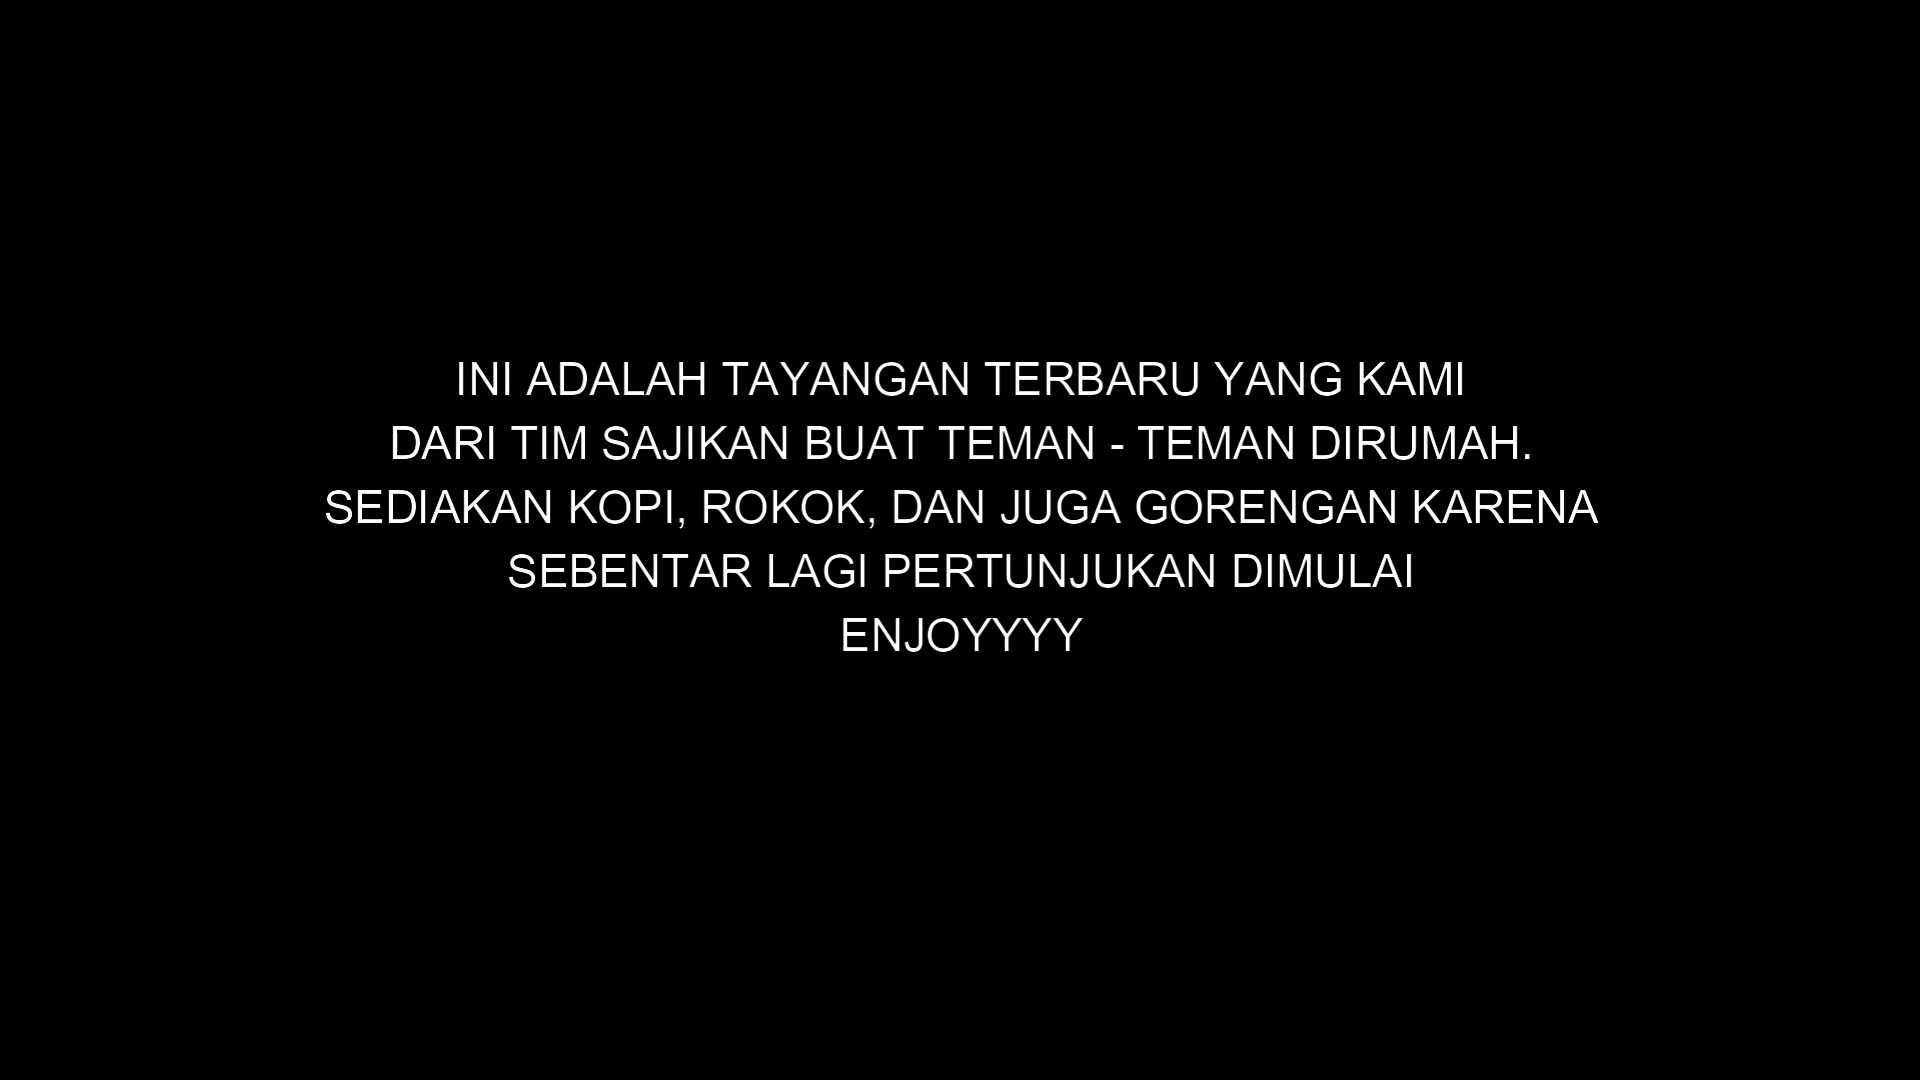 INI ADALAH TAYANGAN TERBARU YANG KAMI
DARI TIM SAJIKAN BUAT TEMAN - TEMAN DIRUMAH.
SEDIAKAN KOPI, ROKOK, DAN JUGA GORENGAN KARENA
SEBENTAR LAGI PERTUNJUKAN DIMULAI
ENJOYYYY